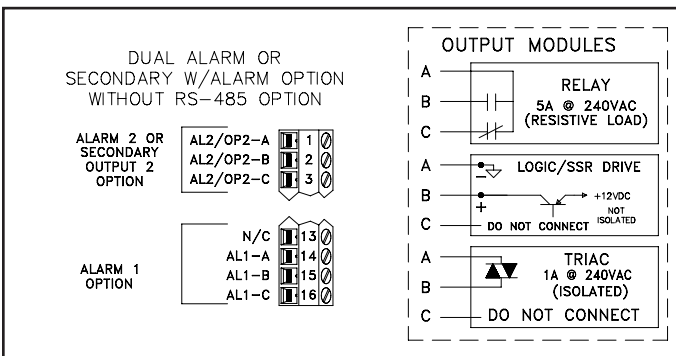 DUAL ALARM OR
SECONDARY W/ALARM OPTION
WITHOUT RS-485 OPTION
ALARM 2 OR
SECONDARY
OUTPUT 2
OPTION
AL2/OP2-A 1
AL2/OP2-B 2
AL2/OP2-C 3
ALARM 1
OPTION
N/C 13
AL1-A 14
AL1-B 15
AL1-C 16
OUTPUT MODULES
A
B
C
RELAY
5A @ 240VAC
(RESISTIVE LOAD)
A
B
C
LOGIC/SSR DRIVE
-
+
+12VDC
NOT
ISOLATED
DO NOT CONNECT
A
B
C
TRIAC
1A @ 240VAC
(ISOLATED)
DO NOT CONNECT